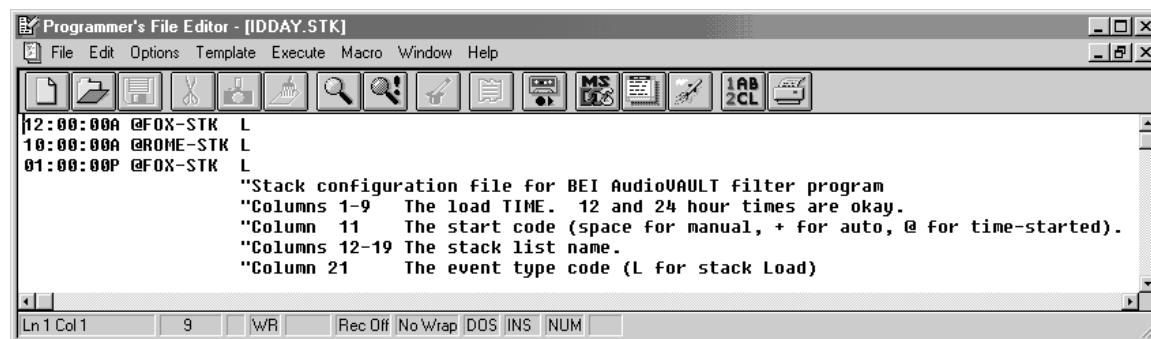 Programmer's File Editor - [IDDAY.STK]
File Edit Options Template Execute Macro Window Help
MS DOS 1AB 2CL
12:00:00A @FOX-STK  L
10:00:00A @ROME-STK L
01:00:00P @FOX-STK  L
"Stack configuration file for BEI AudioVAULT filter program
"Columns 1-9   The load TIME.  12 and 24 hour times are okay.
"Column  11    The start code (space for manual, + for auto, @ for time-started).
"Columns 12-19 The stack list name.
"Column 21     The event type code (L for stack Load)
Ln 1 Col 1 9 WR Rec Off No Wrap DOS INS NUM